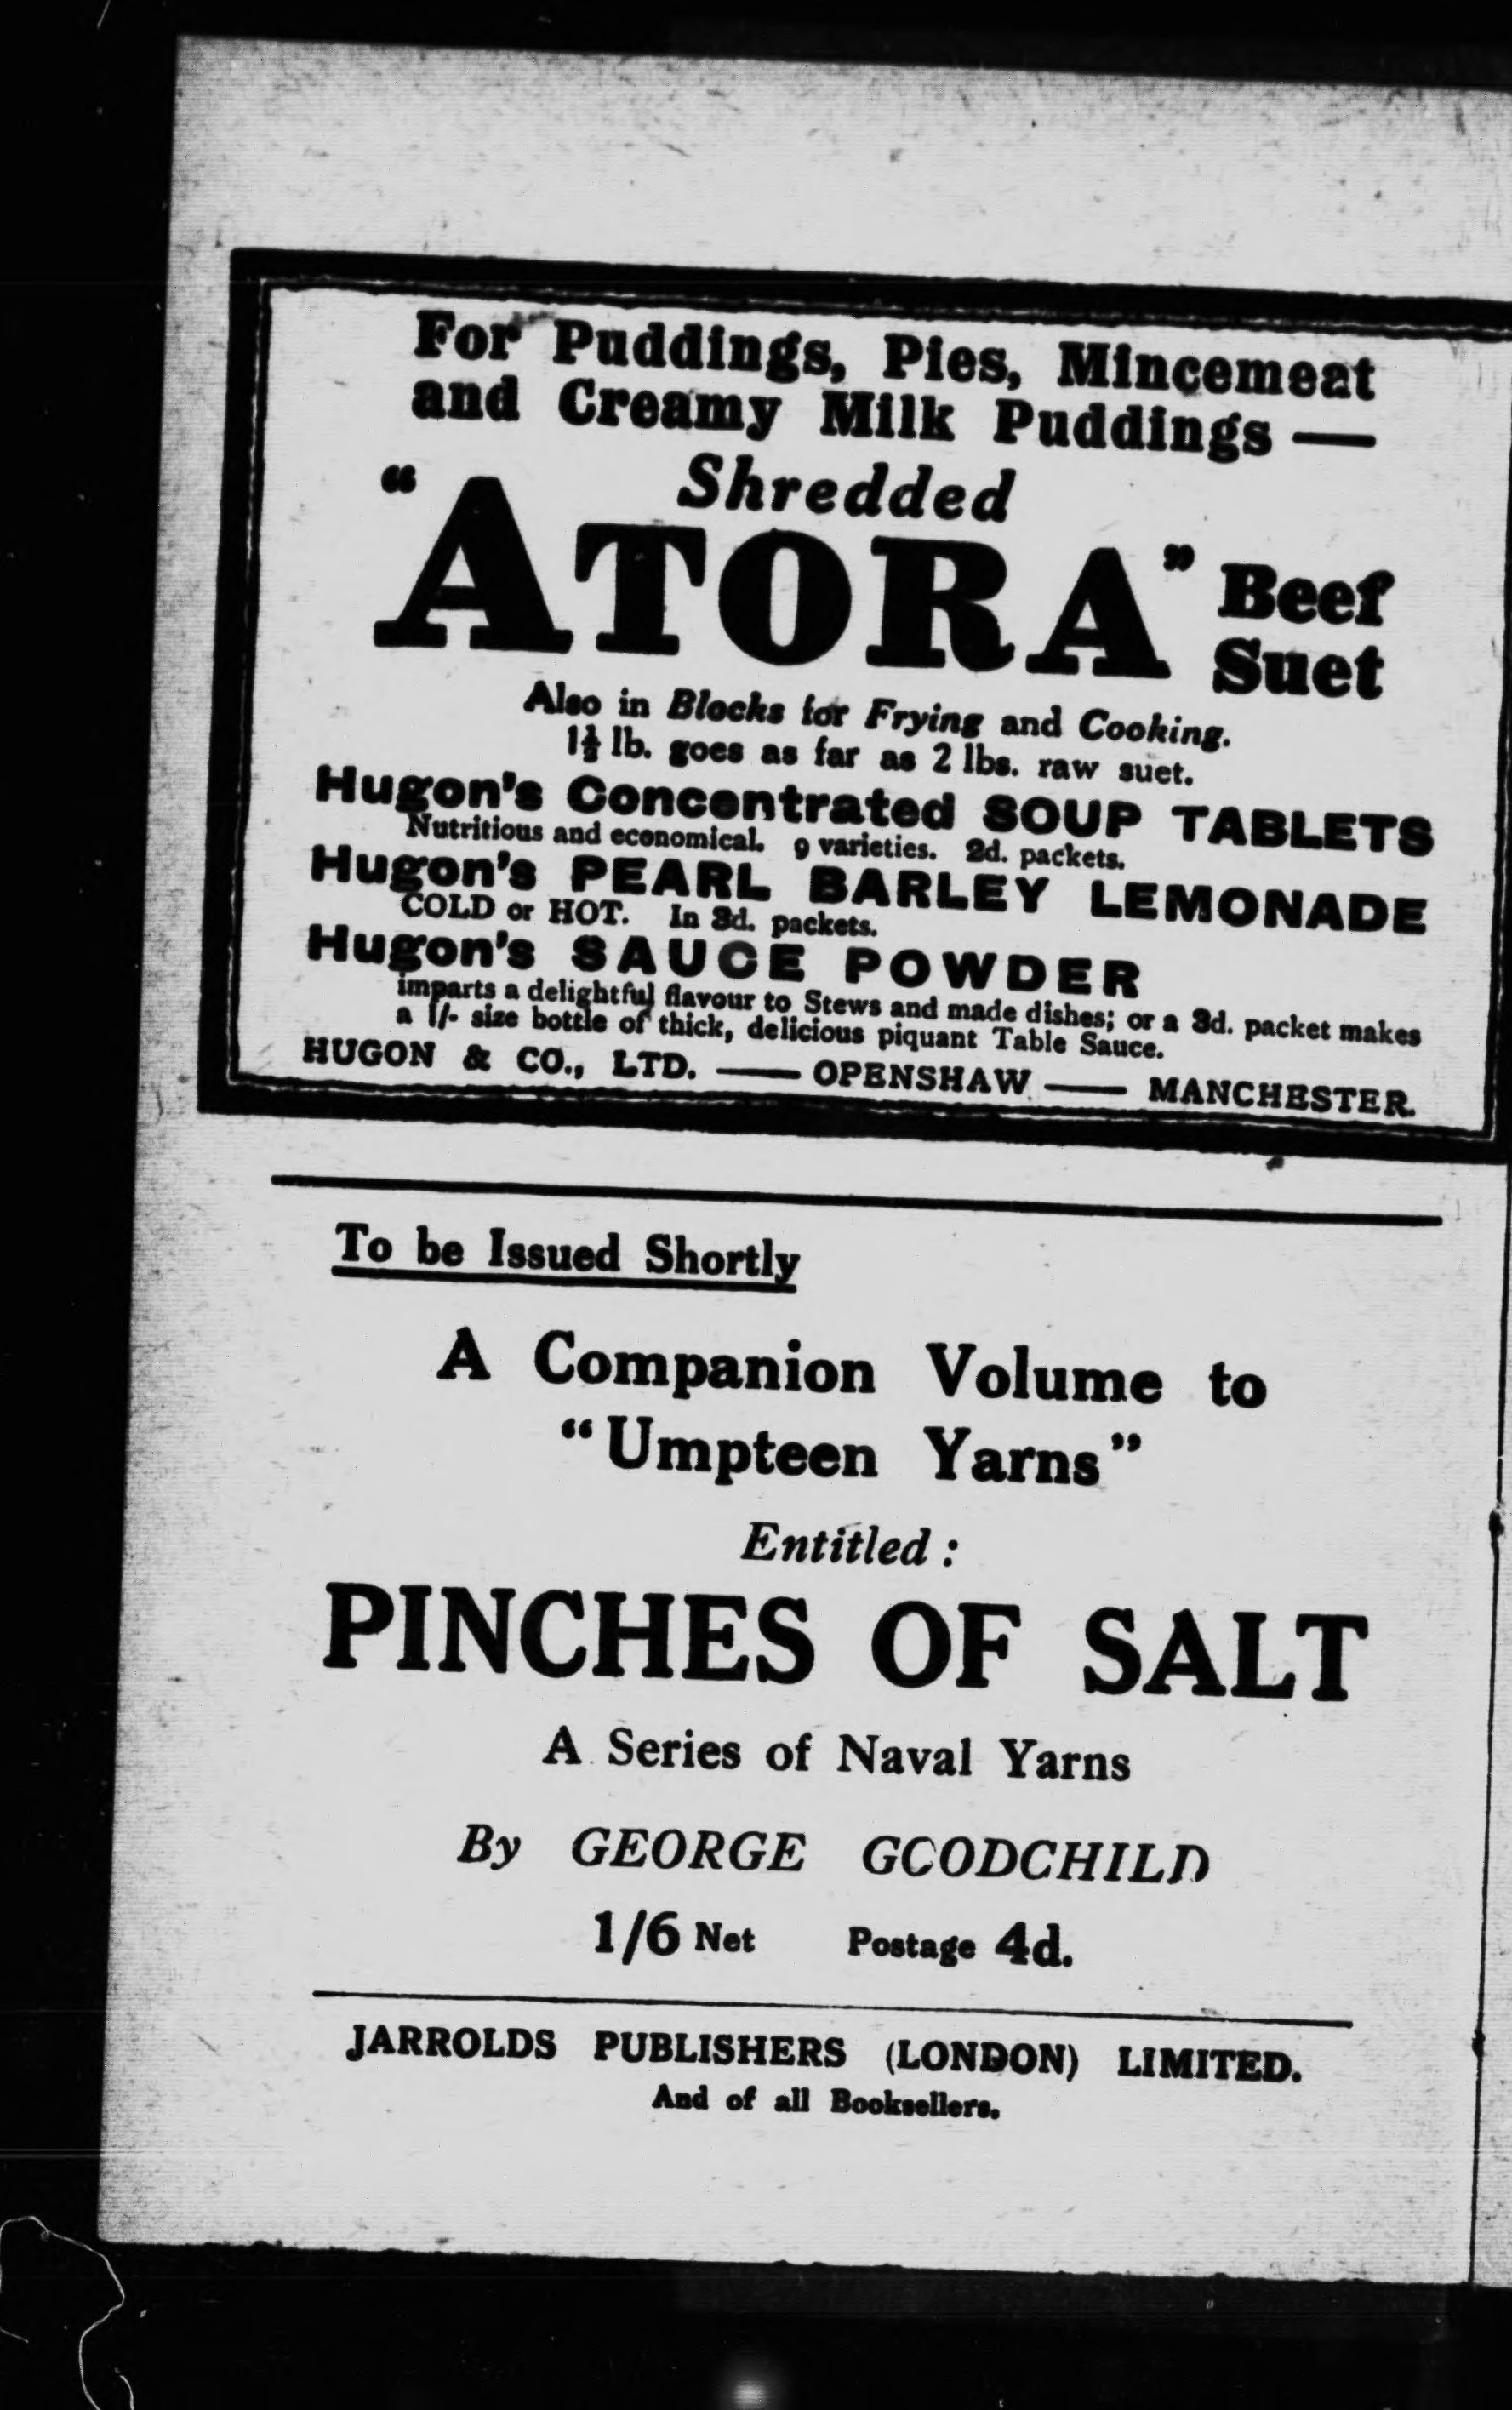 For Puddings, Pies, Mincemeat
and Creamy Milk Puddings —
Shredded
"ATORA" Beef
Suet
Also in Blocks for Frying and Cooking.
1½ lb. goes as far as 2 lbs. raw suet.
Hugon's Concentrated SOUP TABLETS
Nutritious and economical. 9 varieties. 2d. packets.
Hugon's PEARL BARLEY LEMONADE
COLD or HOT. In 3d. packets.
Hugon's SAUCE POWDER
imparts a delightful flavour to Stews and made dishes; or a 3d. packet makes
a 1/- size bottle of thick, delicious piquant Table Sauce.
HUGON & CO., LTD. — OPENSHAW — MANCHESTER.
To be Issued Shortly
A Companion Volume to
"Umpteen Yarns"
Entitled :
PINCHES OF SALT
A Series of Naval Yarns
By GEORGE GOODCHILD
1/6 Net Postage 4d.
JARROLDS PUBLISHERS (LONDON) LIMITED.
And of all Booksellers.